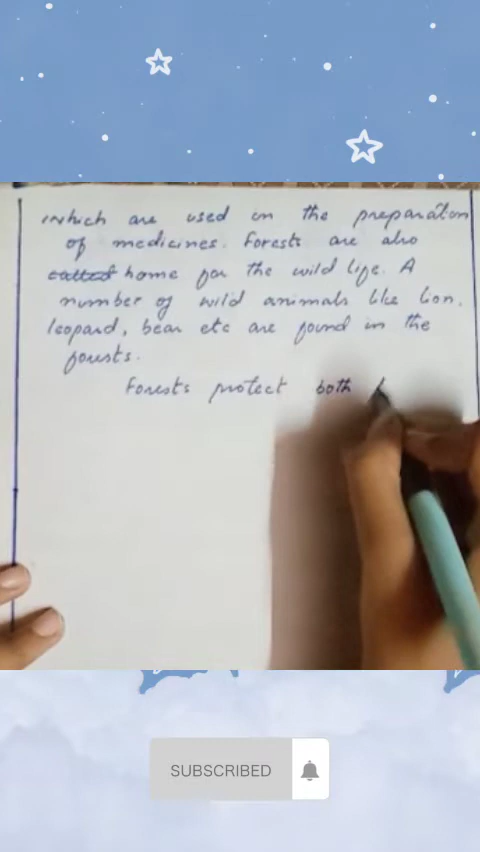 which are used in the preparation
of medicines. Forests are also
called home for the wild life. A
number of wild animals like lion,
leopard, bear etc are found in the
forests.
Forests protect both
SUBSCRIBED